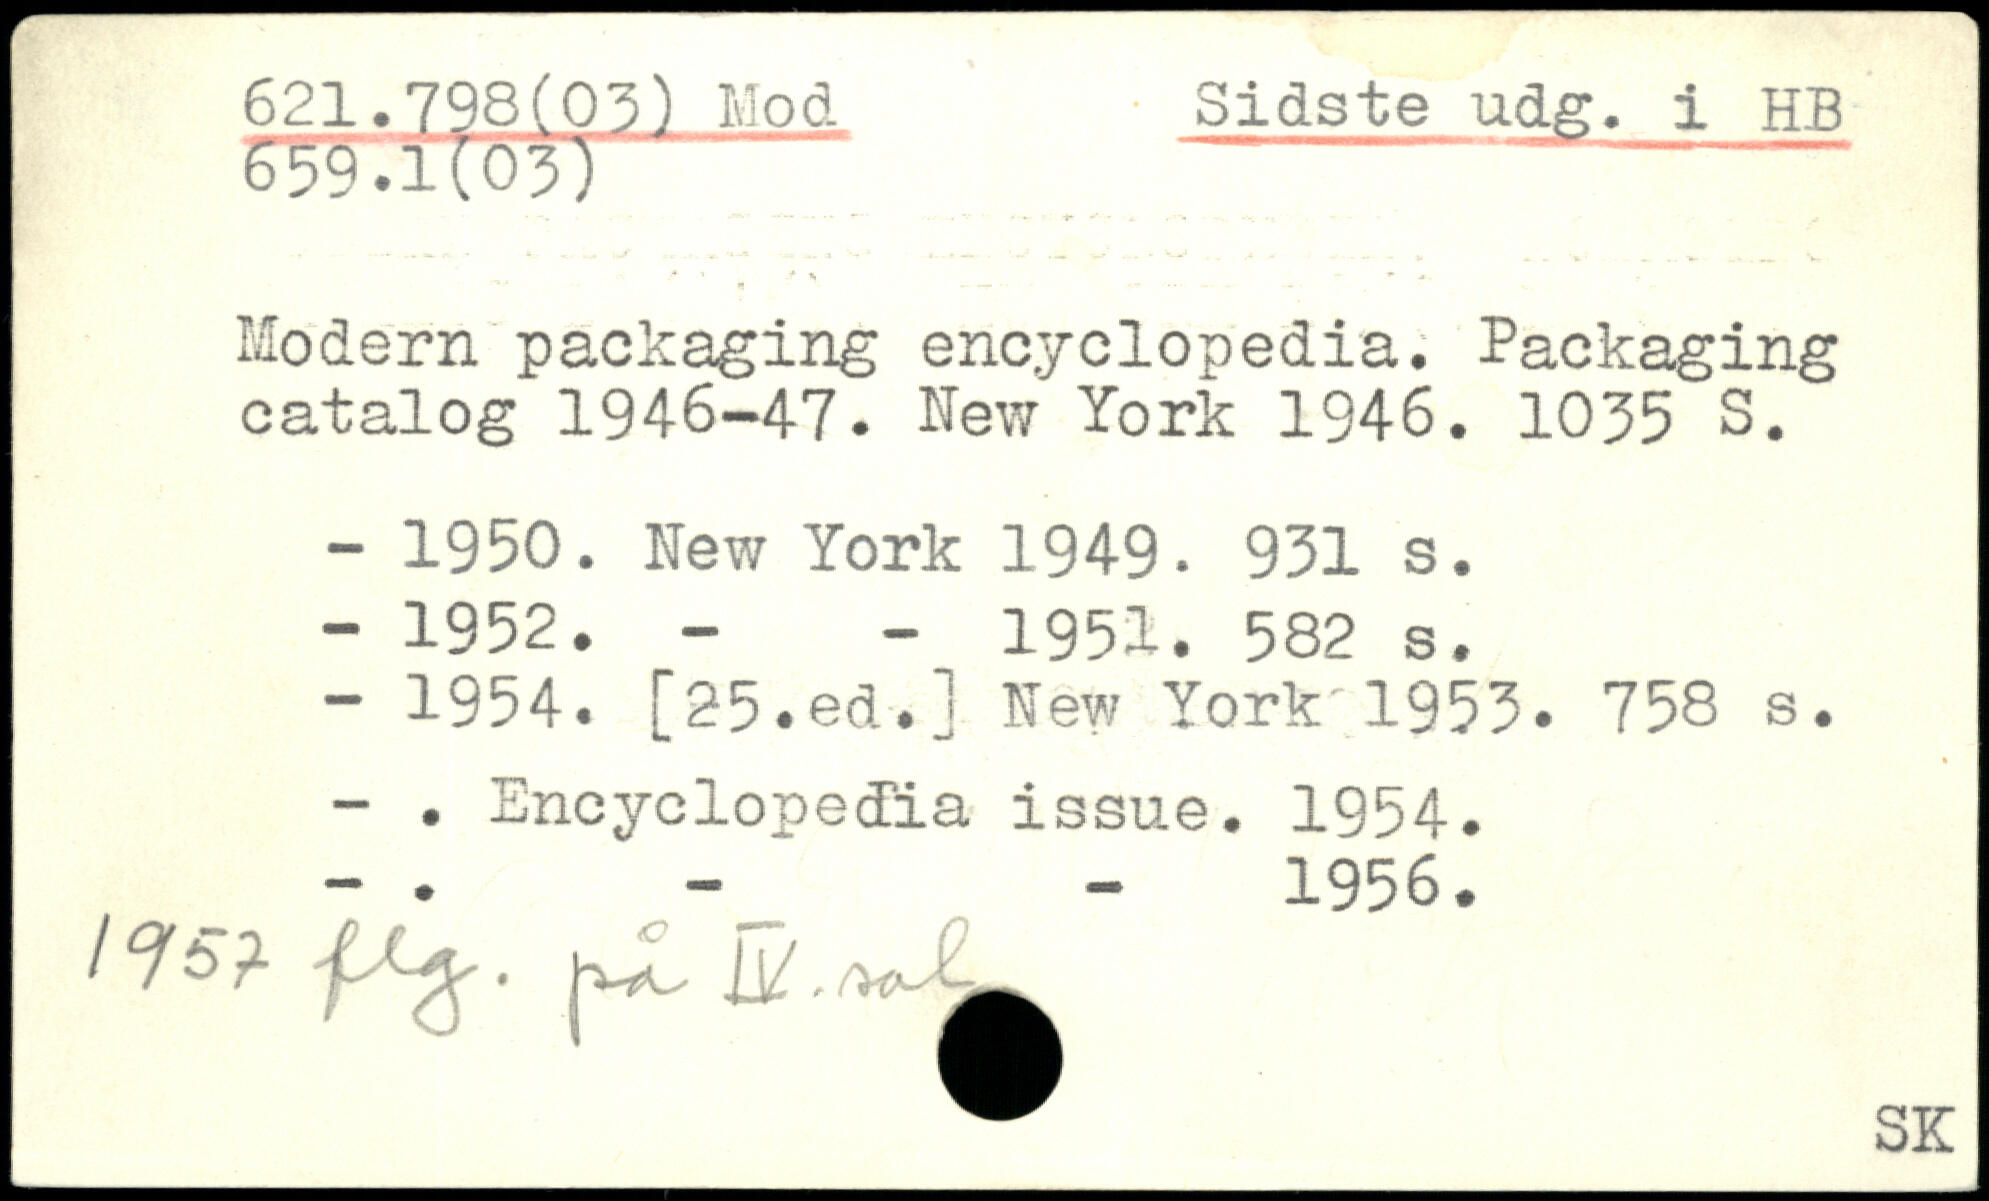 621.798(03) Mod Sidste udg. i HB
659.1(03)
Modern packaging encyclopedia. Packaging
catalog 1946-47. New York 1946. 1035 S.
- 1950. New York 1949. 931 s.
- 1952. - - 1951. 582 s.
- 1954. [25.ed.] New York 1953. 758 s.
- . Encyclopedia issue. 1954.
- . - - 1956.
1957 flg. på IV. sal
SK